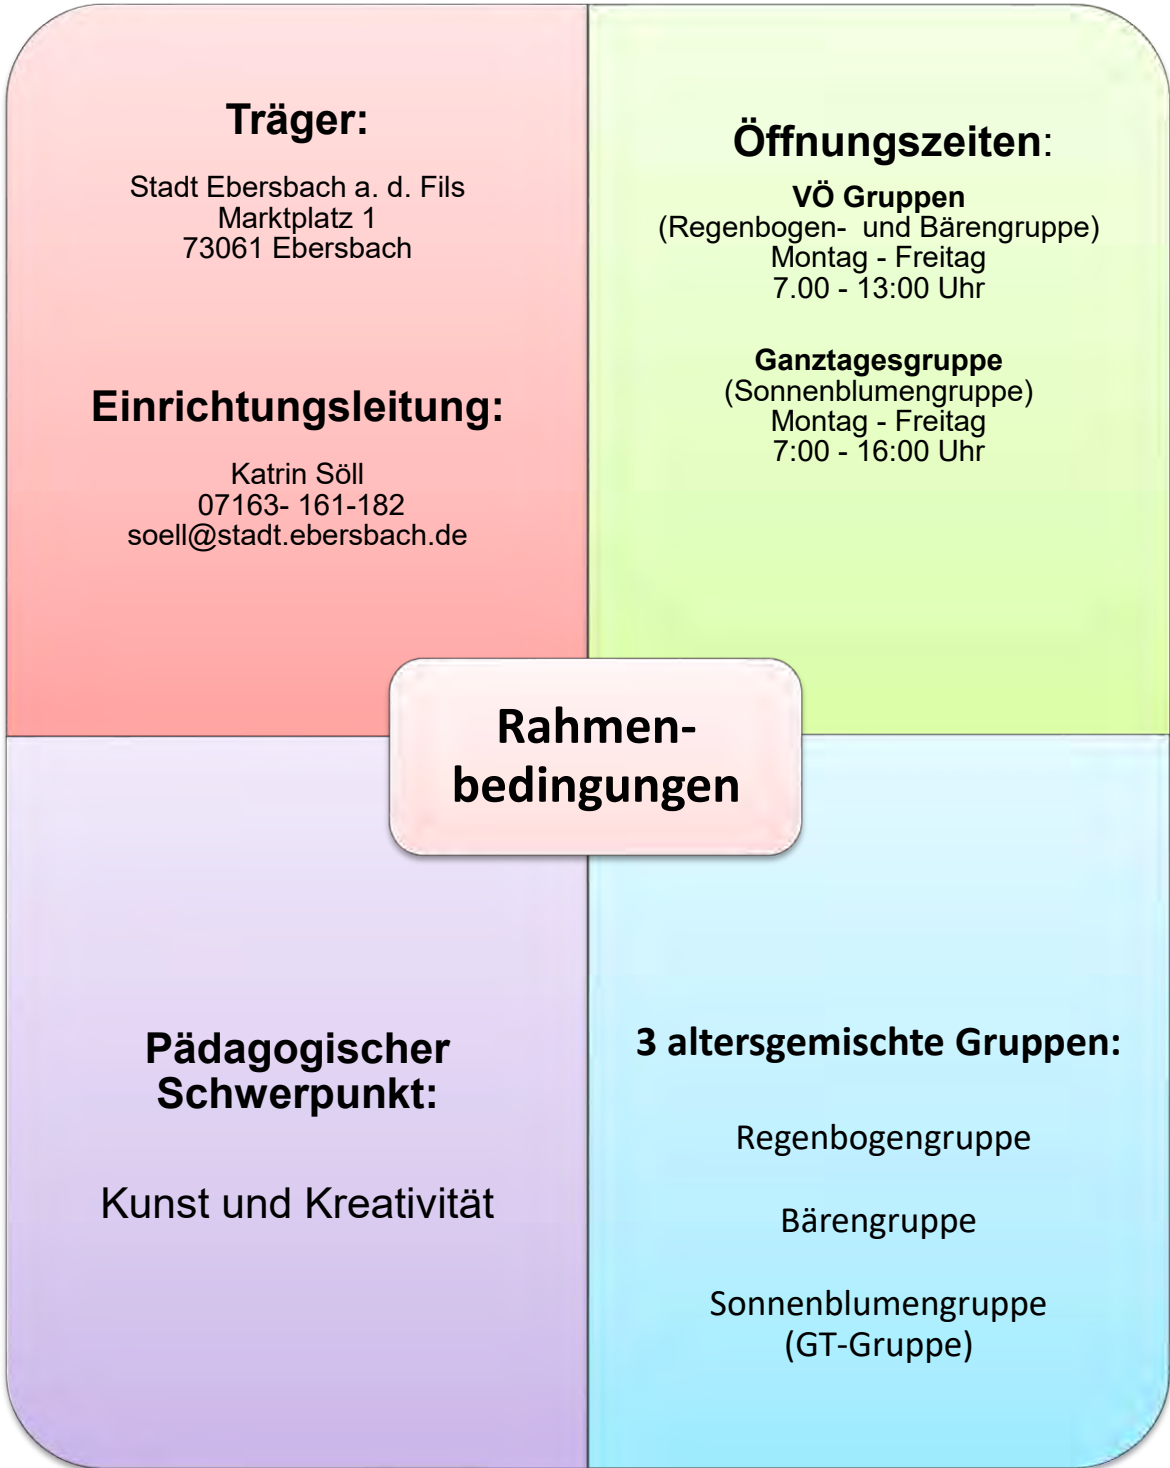 Träger:
Stadt Ebersbach a. d. Fils
Marktplatz 1
73061 Ebersbach
Einrichtungsleitung:
Katrin Söll
07163- 161-182
soell@stadt.ebersbach.de
Öffnungszeiten:
VÖ Gruppen
(Regenbogen- und Bärengruppe)
Montag - Freitag
7.00 - 13:00 Uhr
Ganztagesgruppe
(Sonnenblumengruppe)
Montag - Freitag
7:00 - 16:00 Uhr
Rahmen-
bedingungen
Pädagogischer
Schwerpunkt:
Kunst und Kreativität
3 altersgemischte Gruppen:
Regenbogengruppe
Bärengruppe
Sonnenblumengruppe
(GT-Gruppe)